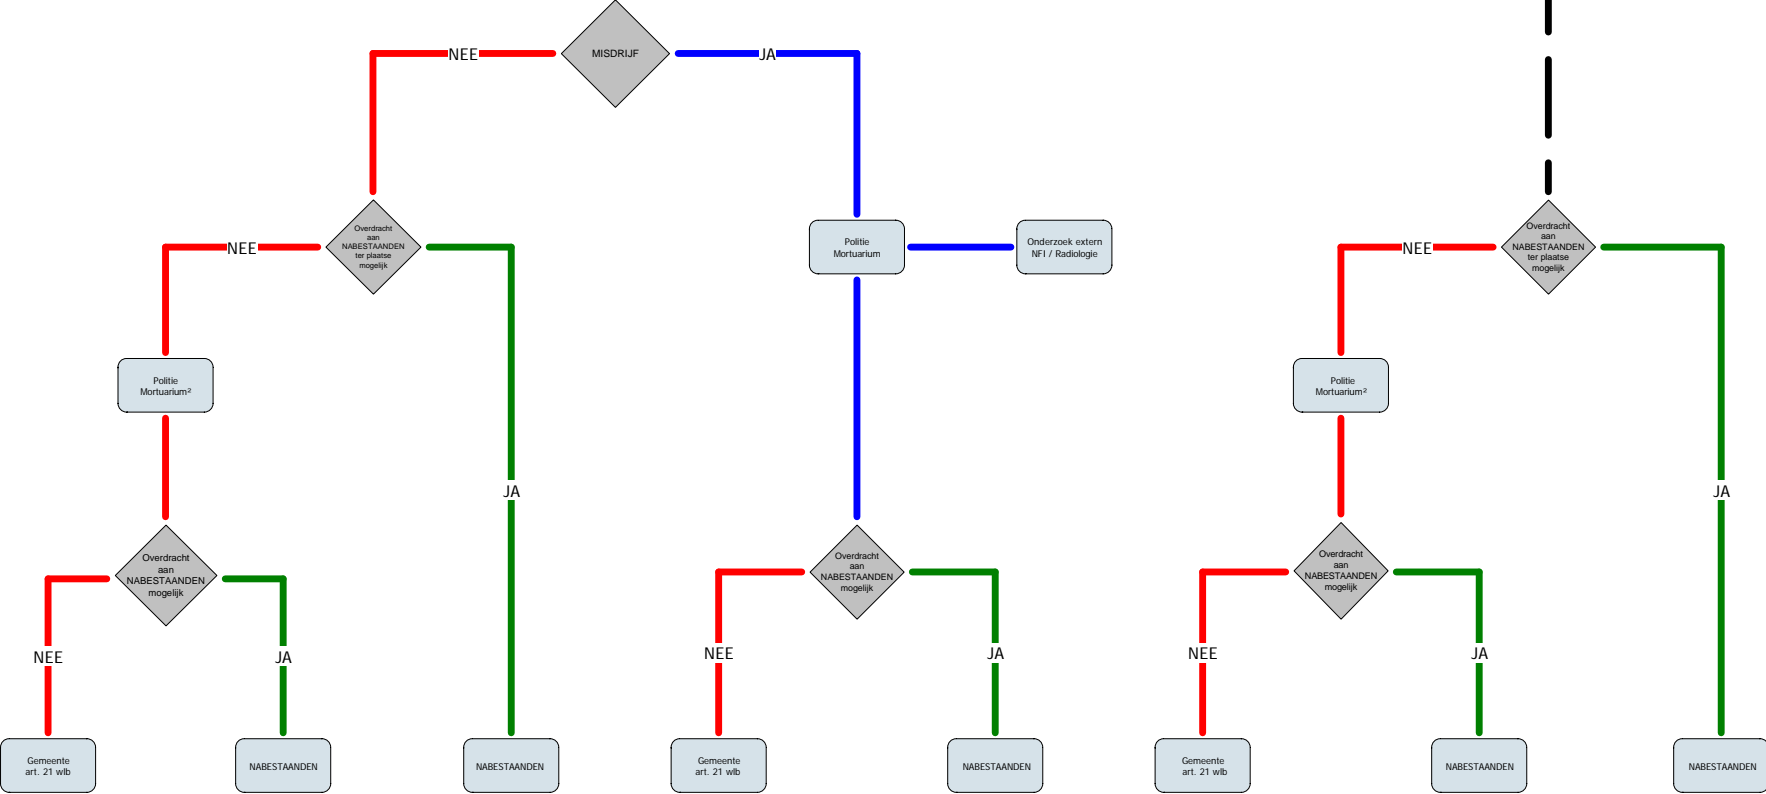 NEE
MISDRIJF
JA
Overdracht
aan
NABESTAANDEN
ter plaatse
mogelijk
Politie
Mortuarium
Onderzoek extern
NFI / Radiologie
Overdracht
aan
NABESTAANDEN
ter plaatse
mogelijk
NEE
NEE
Politie
Mortuarium²
Politie
Mortuarium²
JA
JA
Overdracht
aan
NABESTAANDEN
mogelijk
Overdracht
aan
NABESTAANDEN
mogelijk
Overdracht
aan
NABESTAANDEN
mogelijk
NEE
JA
NEE
JA
NEE
JA
Gemeente
art. 21 wlb
NABESTAANDEN
NABESTAANDEN
Gemeente
art. 21 wlb
NABESTAANDEN
Gemeente
art. 21 wlb
NABESTAANDEN
NABESTAANDEN